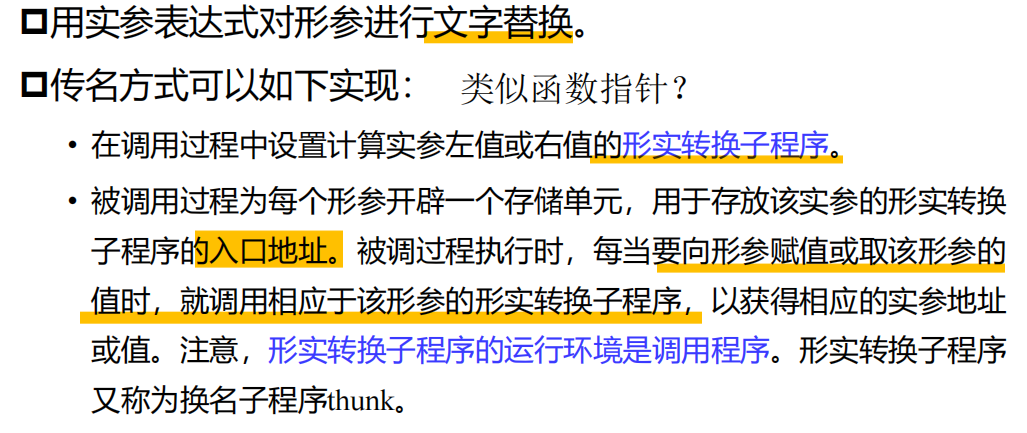 用实参表达式对形参进行文字替换。
传名方式可以如下实现： 类似函数指针？
• 在调用过程中设置计算实参左值或右值的形实转换子程序。
• 被调用过程为每个形参开辟一个存储单元，用于存放该实参的形实转换
子程序的入口地址。被调过程执行时，每当要向形参赋值或取该形参的
值时，就调用相应于该形参的形实转换子程序，以获得相应的实参地址
或值。注意，形实转换子程序的运行环境是调用程序。形实转换子程序
又称为换名子程序thunk。